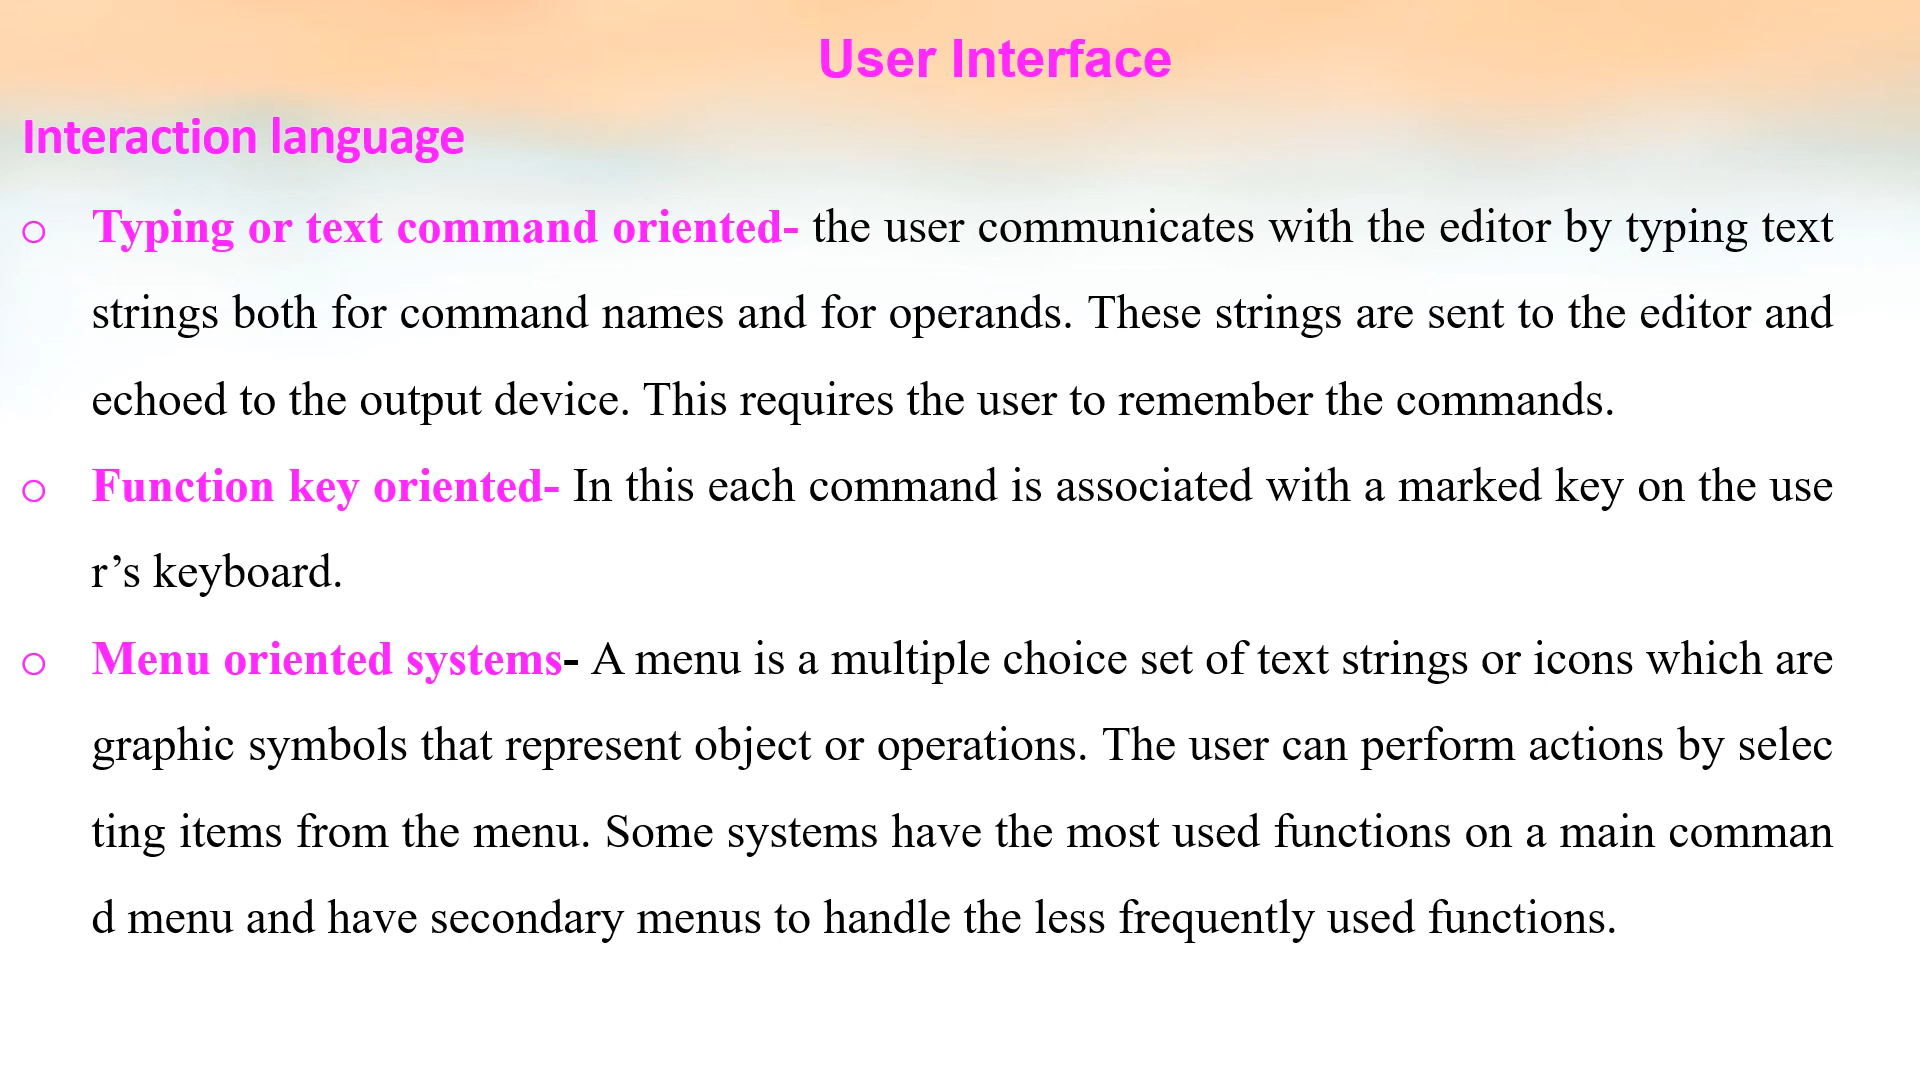 User Interface
Interaction language
o Typing or text command oriented- the user communicates with the editor by typing text
strings both for command names and for operands. These strings are sent to the editor and
echoed to the output device. This requires the user to remember the commands.
o Function key oriented- In this each command is associated with a marked key on the use
r’s keyboard.
o Menu oriented systems- A menu is a multiple choice set of text strings or icons which are
graphic symbols that represent object or operations. The user can perform actions by selec
ting items from the menu. Some systems have the most used functions on a main comman
d menu and have secondary menus to handle the less frequently used functions.